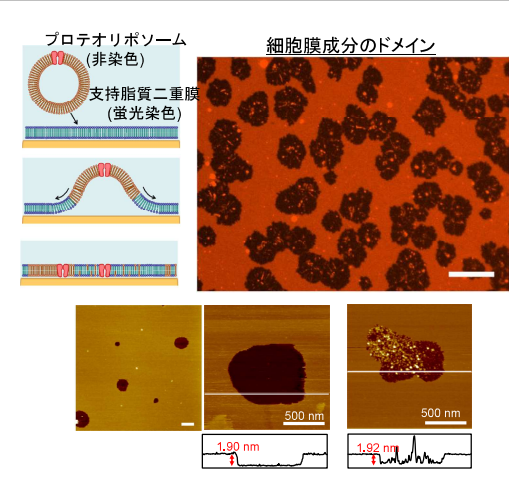 プロテオリポソーム
(非染色)
支持脂質二重膜
(蛍光染色)
細胞膜成分のドメイン
500 nm
500 nm
1.90 nm
1.92 nm